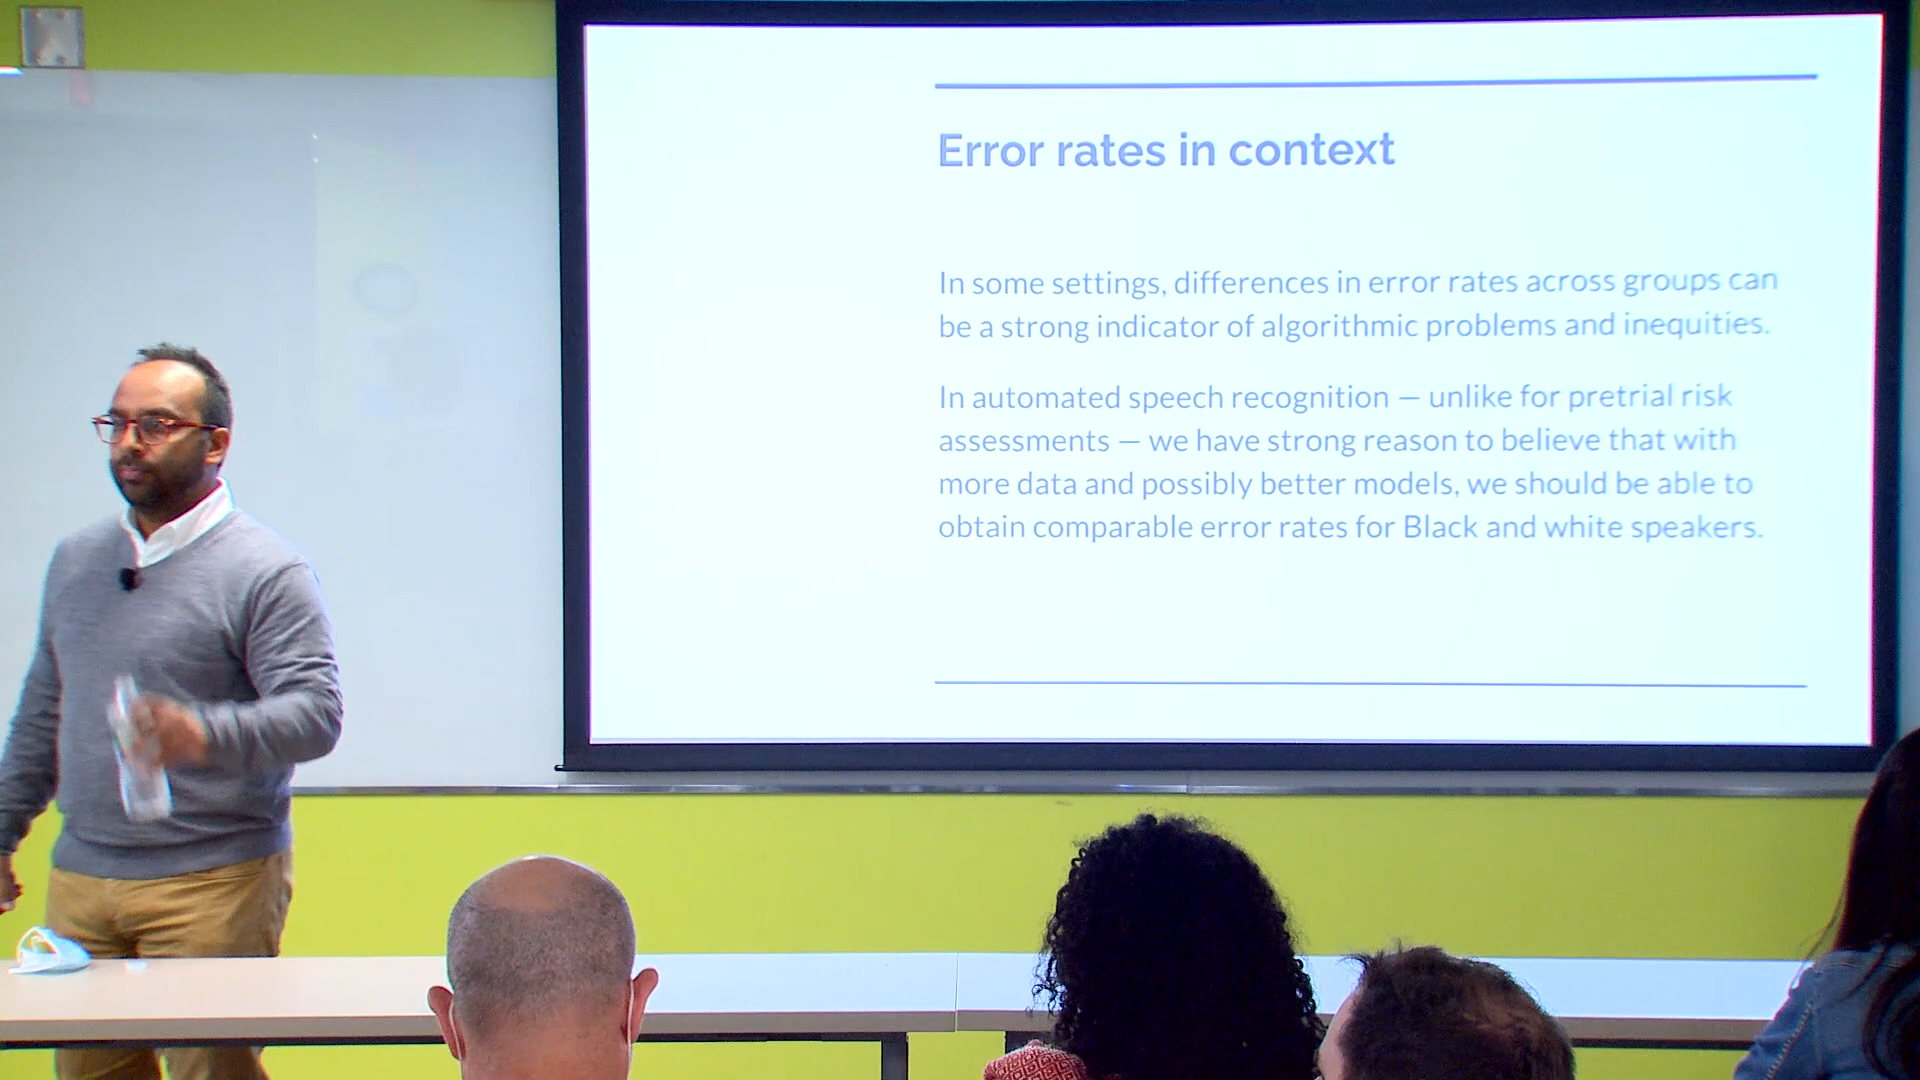 Error rates in context
In some settings, differences in error rates across groups can
be a strong indicator of algorithmic problems and inequities.
In automated speech recognition — unlike for pretrial risk
assessments — we have strong reason to believe that with
more data and possibly better models, we should be able to
obtain comparable error rates for Black and white speakers.